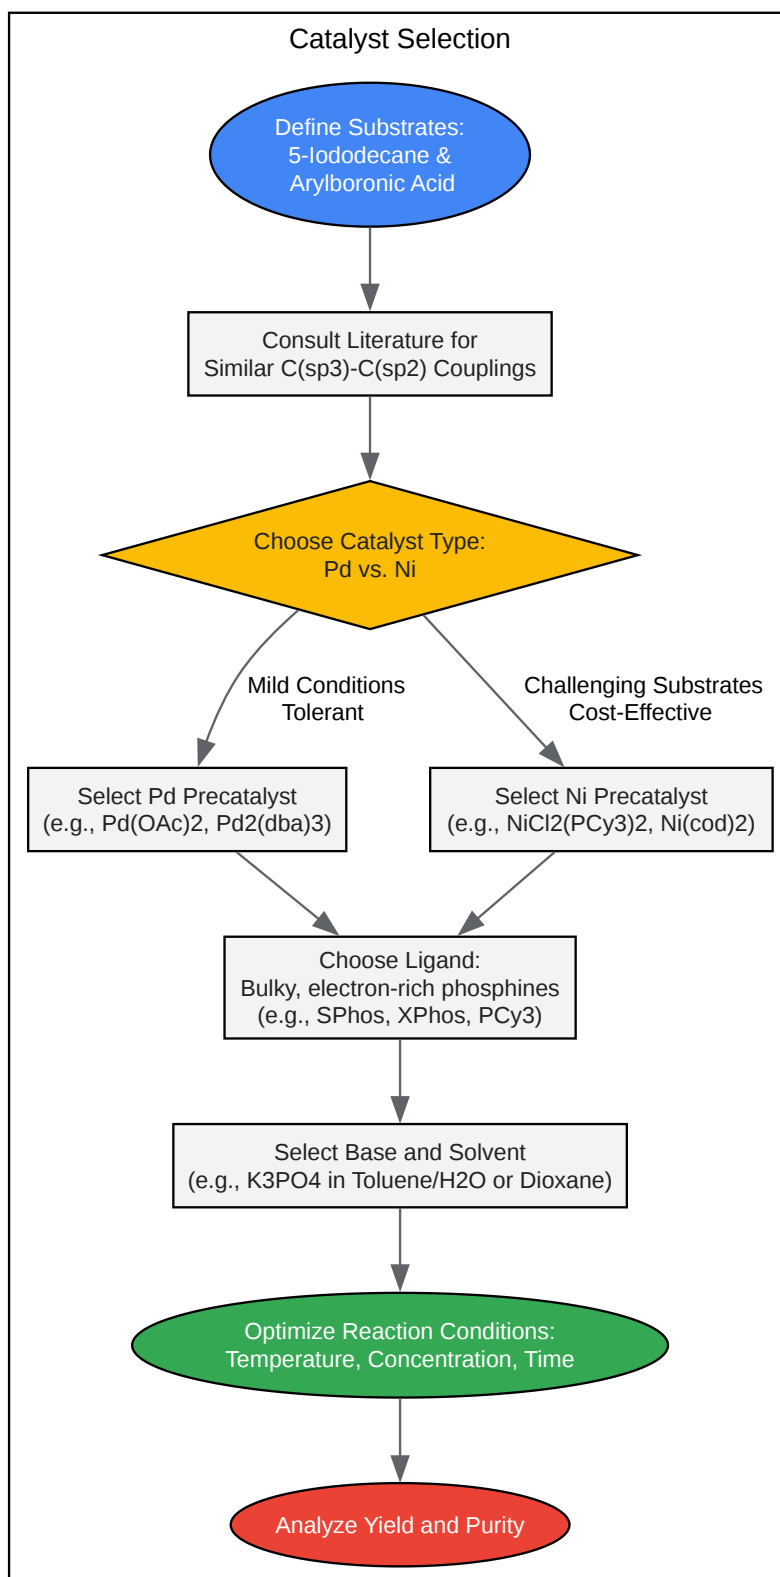 Catalyst Selection
Define Substrates:
5-Iododecane &
Arylboronic Acid
Consult Literature for
Similar C(sp3)-C(sp2) Couplings
Choose Catalyst Type:
Pd vs. Ni
Mild Conditions
Tolerant
Challenging Substrates
Cost-Effective
Select Pd Precatalyst
(e.g., Pd(OAc)2, Pd2(dba)3)
Select Ni Precatalyst
(e.g., NiCl2(PCy3)2, Ni(cod)2)
Choose Ligand:
Bulky, electron-rich phosphines
(e.g., SPhos, XPhos, PCy3)
Select Base and Solvent
(e.g., K3PO4 in Toluene/H2O or Dioxane)
Optimize Reaction Conditions:
Temperature, Concentration, Time
Analyze Yield and Purity